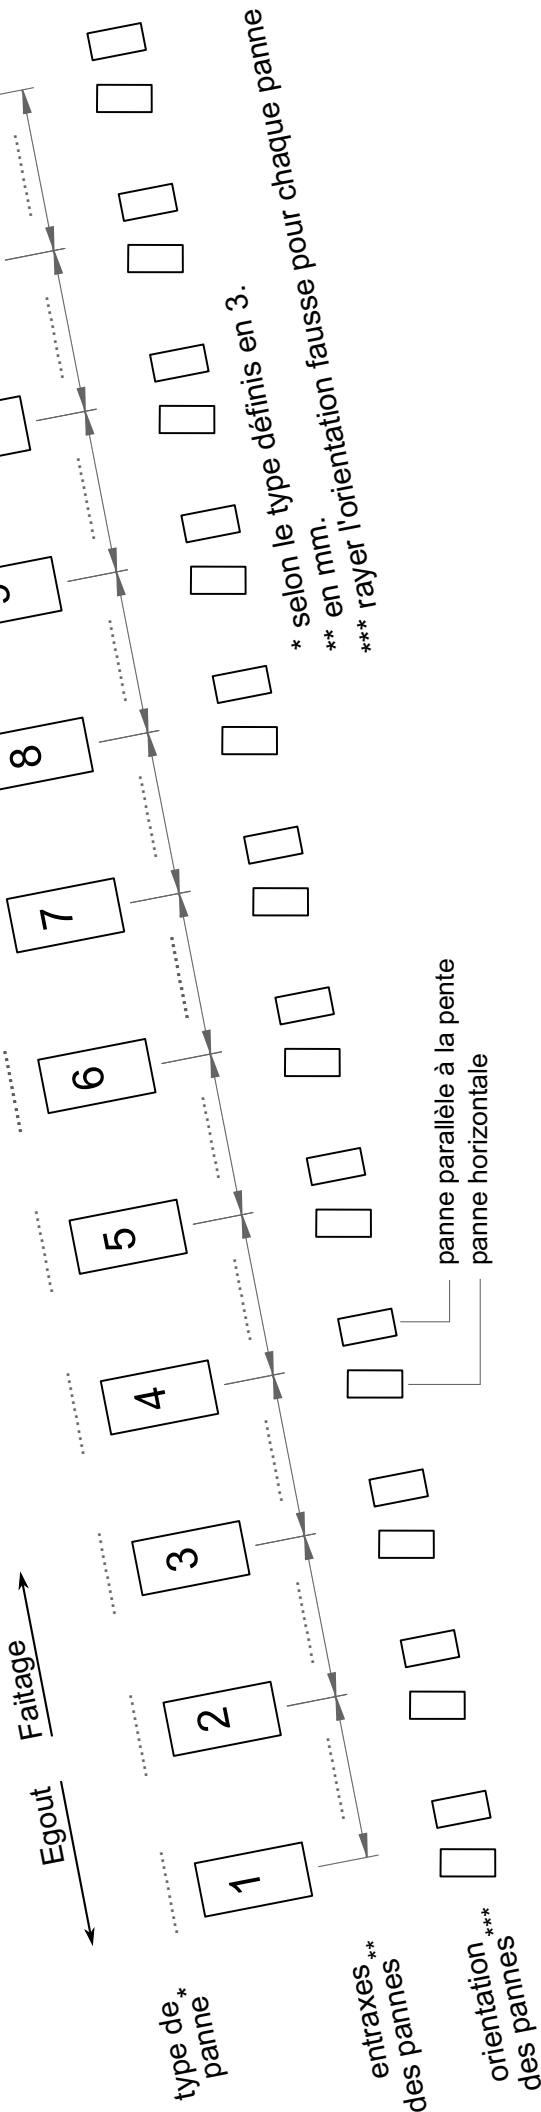 Egout
Faitage
type de *
panne
1
2
3
4
5
6
7
8
entraxes **
des pannes
orientation ***
des pannes
panne parallèle à la pente
panne horizontale
* selon le type définis en 3.
** en mm.
*** rayer l'orientation fausse pour chaque panne